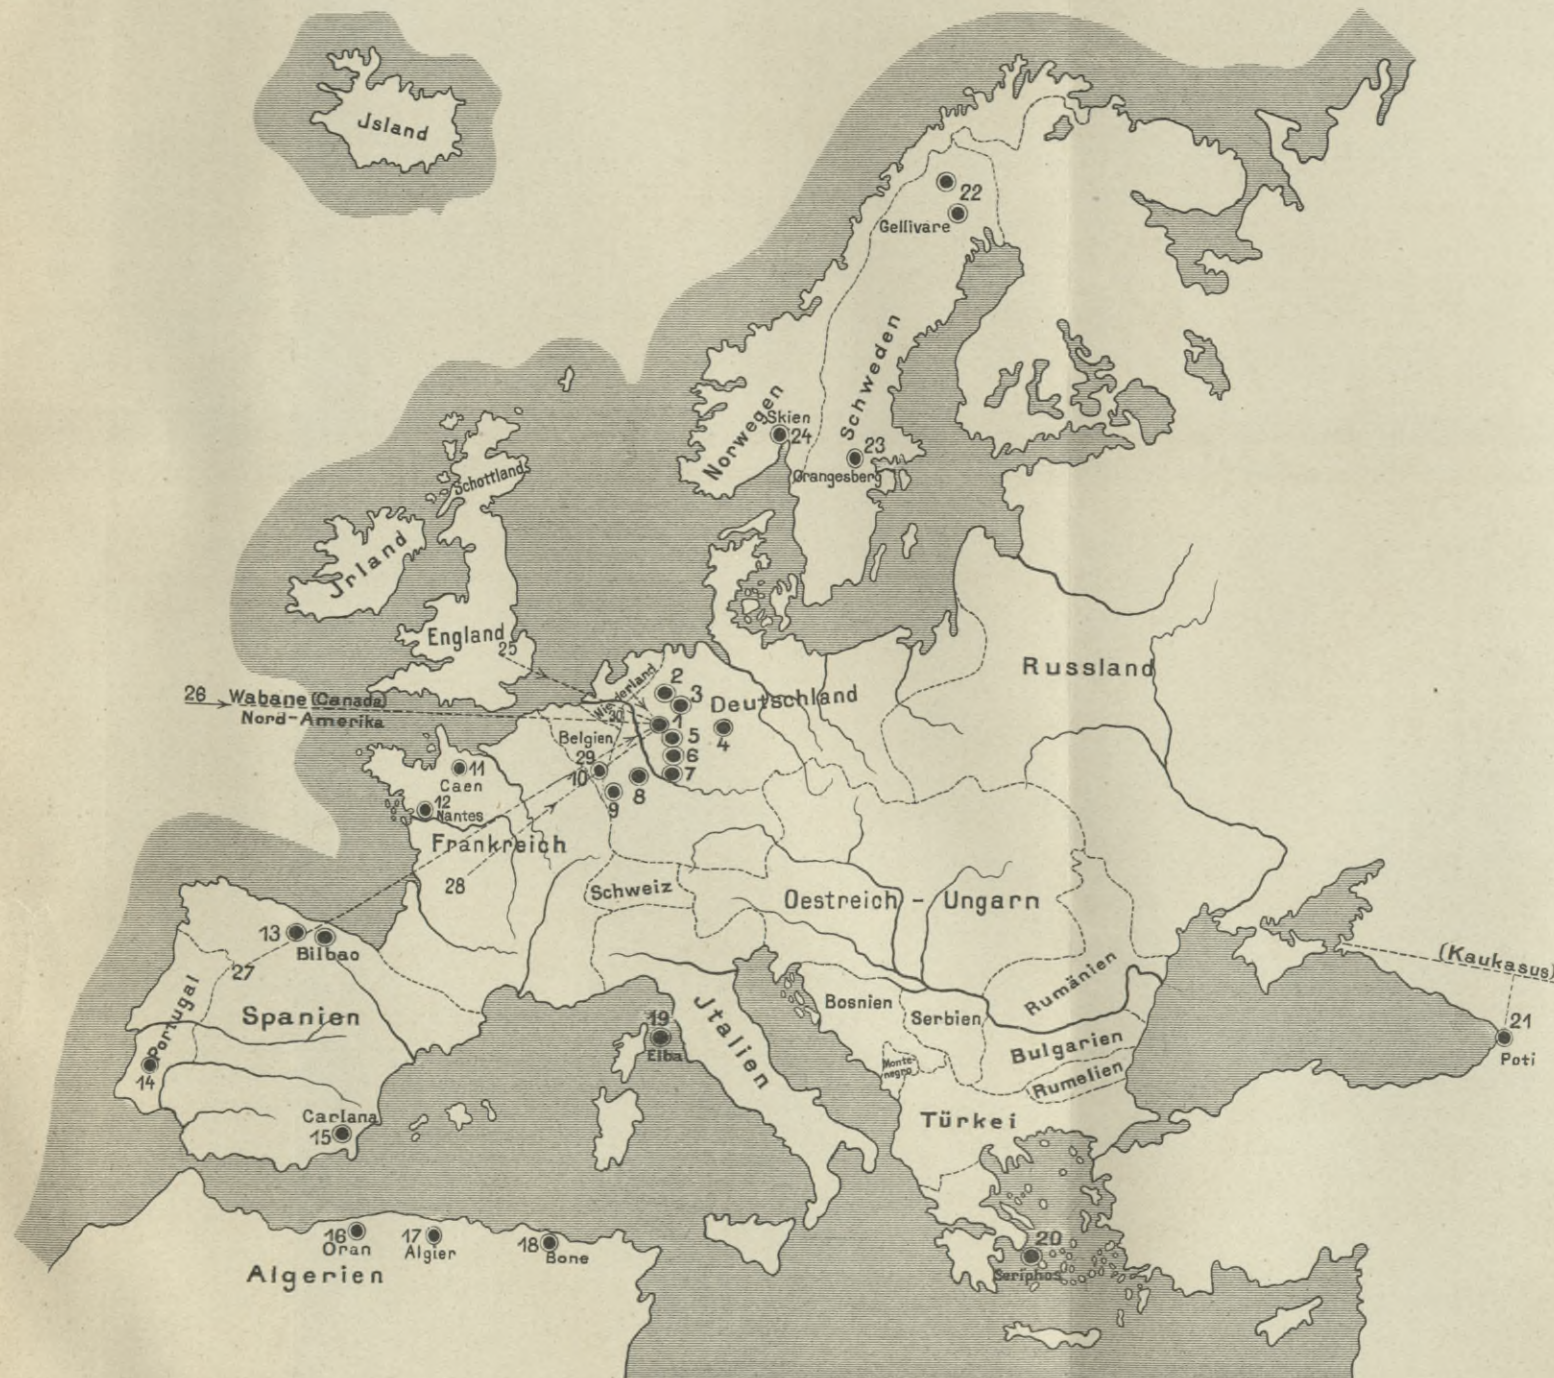 Jsland
22
Gellivare
Schweden
Norwegen
Skien
24
23
Grangesberg
Schottland
Jrland
England
25
Russland
26 Wabane (Canada)
Nord-Amerika
Niederland
30
2
3
Deutschland
1
4
5
6
7
8
9
Belgien
29
10
11
Caen
12
Nantes
Frankreich
28
Schweiz
Oestreich - Ungarn
13
Bilbao
27
Portugal
Spanien
14
Carlana
15
Jtalien
19
Elba
Bosnien
Serbien
Rumänien
Bulgarien
Rumelien
Monte-
negro
Türkei
(Kaukasus)
21
Poti
16
Oran
17
Algier
18
Bone
Algerien
20
Seriphos